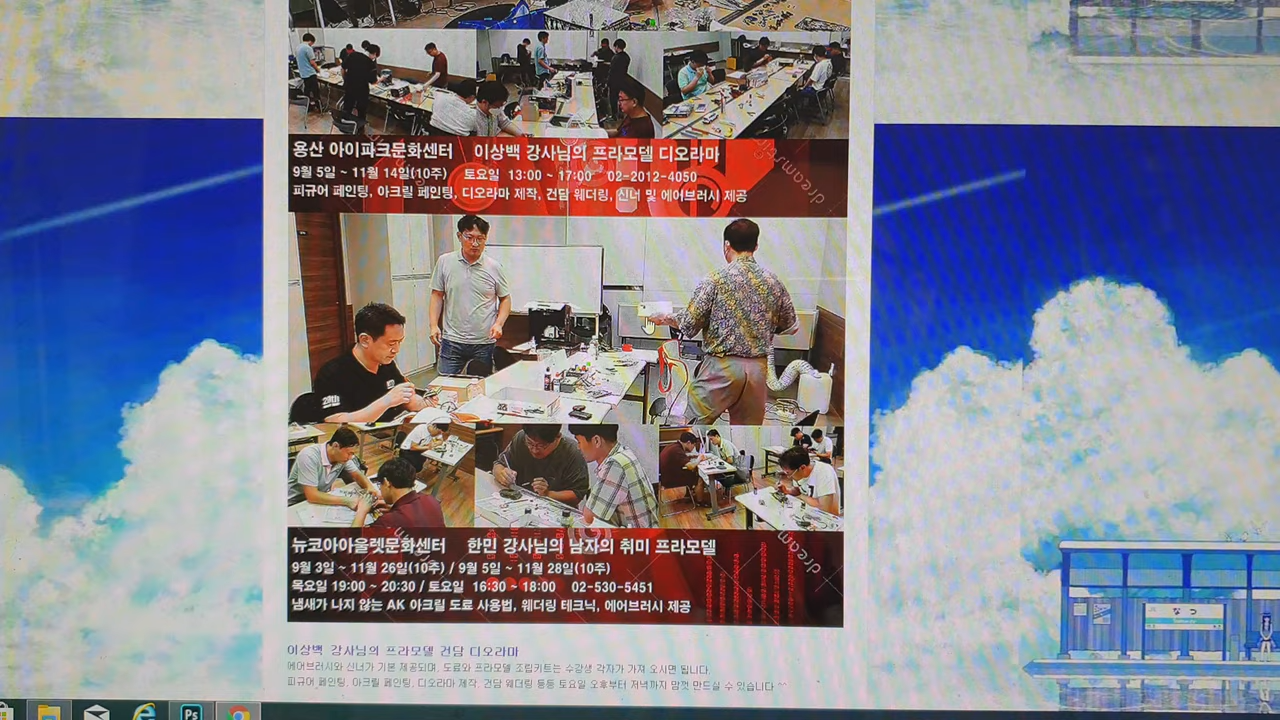 용산 아이파크문화센터 이상백 강사님의 프라모델 디오라마
9월 5일 ~ 11월 14일(10주) 토요일 13:00 ~ 17:00 02-2012-4050
피규어 페인팅, 아크릴 페인팅, 디오라마 제작, 건담 웨더링, 신너 및 에어브러시 제공
dreamstime
뉴코아아울렛문화센터 한민 강사님의 남자의 취미 프라모델
9월 3일 ~ 11월 26일(10주) / 9월 5일 ~ 11월 28일(10주)
목요일 19:00 ~ 20:30 / 토요일 16:30 ~ 18:00 02-530-5451
냄새가 나지 않는 AK 아크릴 도료 사용법, 웨더링 테크닉, 에어브러시 제공
dream
이상백 강사님의 프라모델 건담 디오라마
에어브러시와 신너가 기본 제공되며, 도료와 프라모델 조립키트는 수강생 각자가 가져 오시면 됩니다.
피규어 페인팅, 아크릴 페인팅, 디오라마 제작, 건담 웨더링 등등 토요일 오후부터 저녁까지 맘껏 만드실 수 있습니다 ^^
なつ
Ps